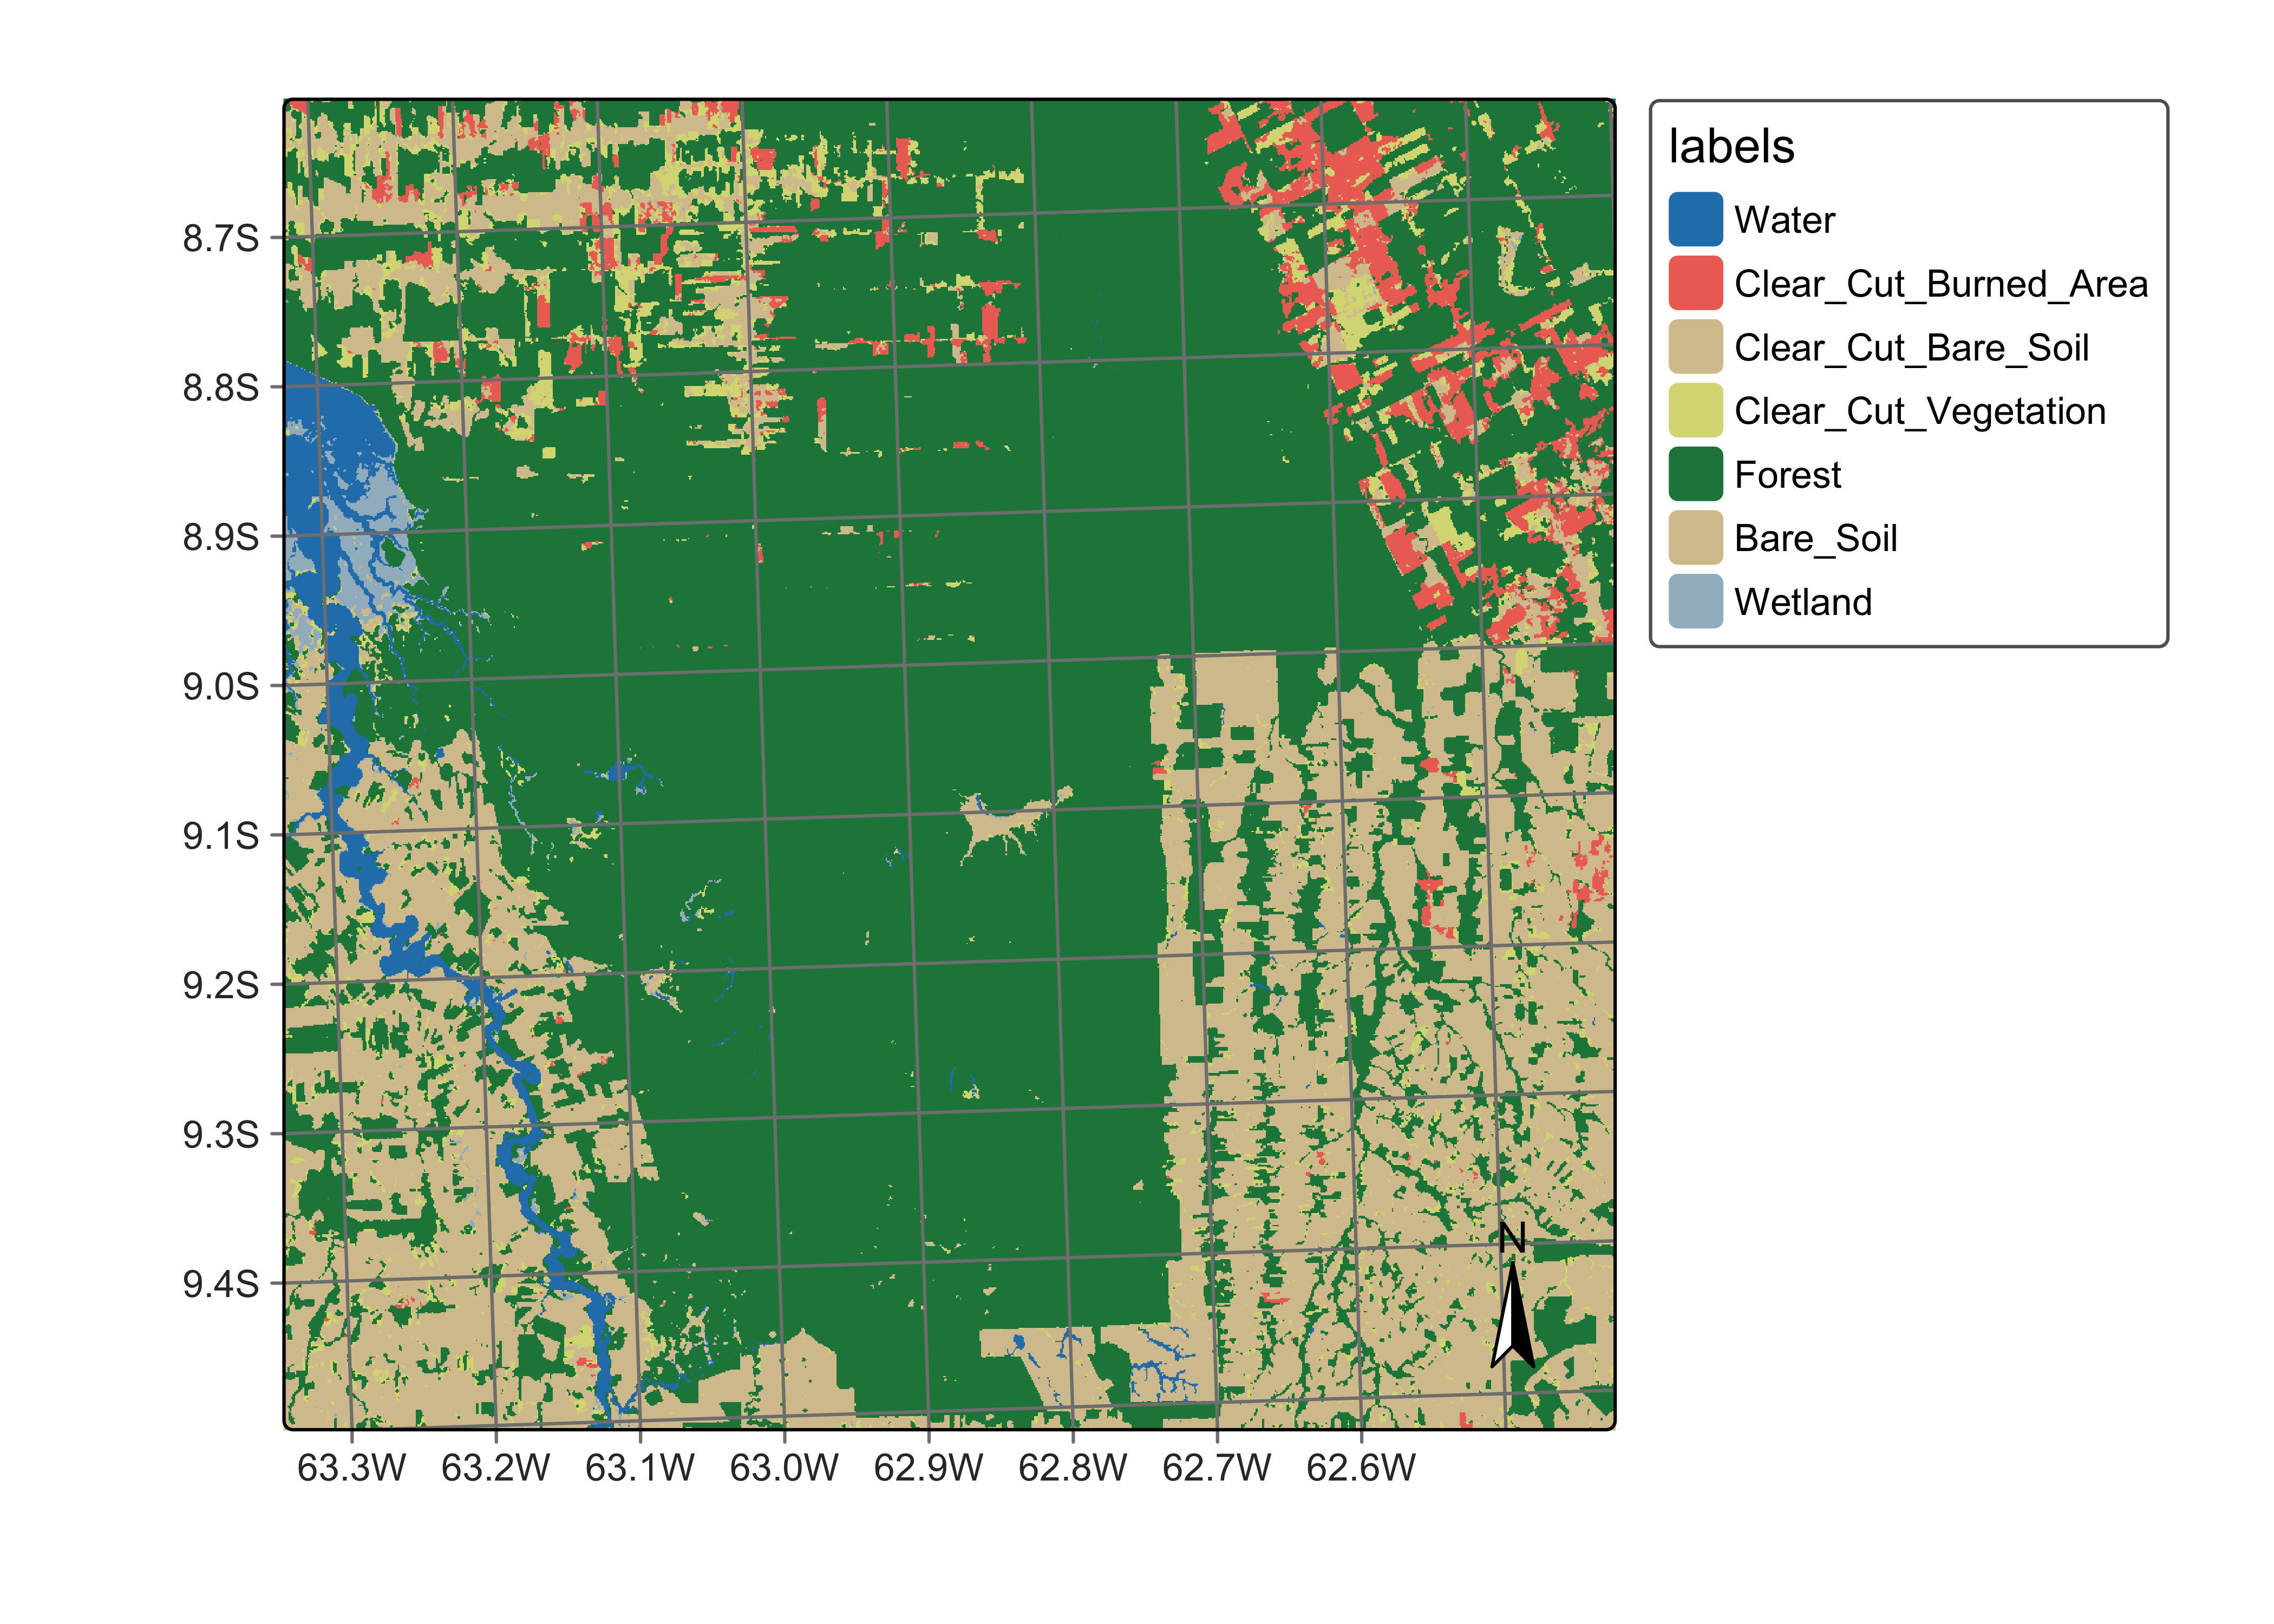 labels
Water
Clear_Cut_Burned_Area
Clear_Cut_Bare_Soil
Clear_Cut_Vegetation
Forest
Bare_Soil
Wetland
8.7S
8.8S
8.9S
9.0S
9.1S
9.2S
9.3S
9.4S
N
63.3W 63.2W 63.1W 63.0W 62.9W 62.8W 62.7W 62.6W